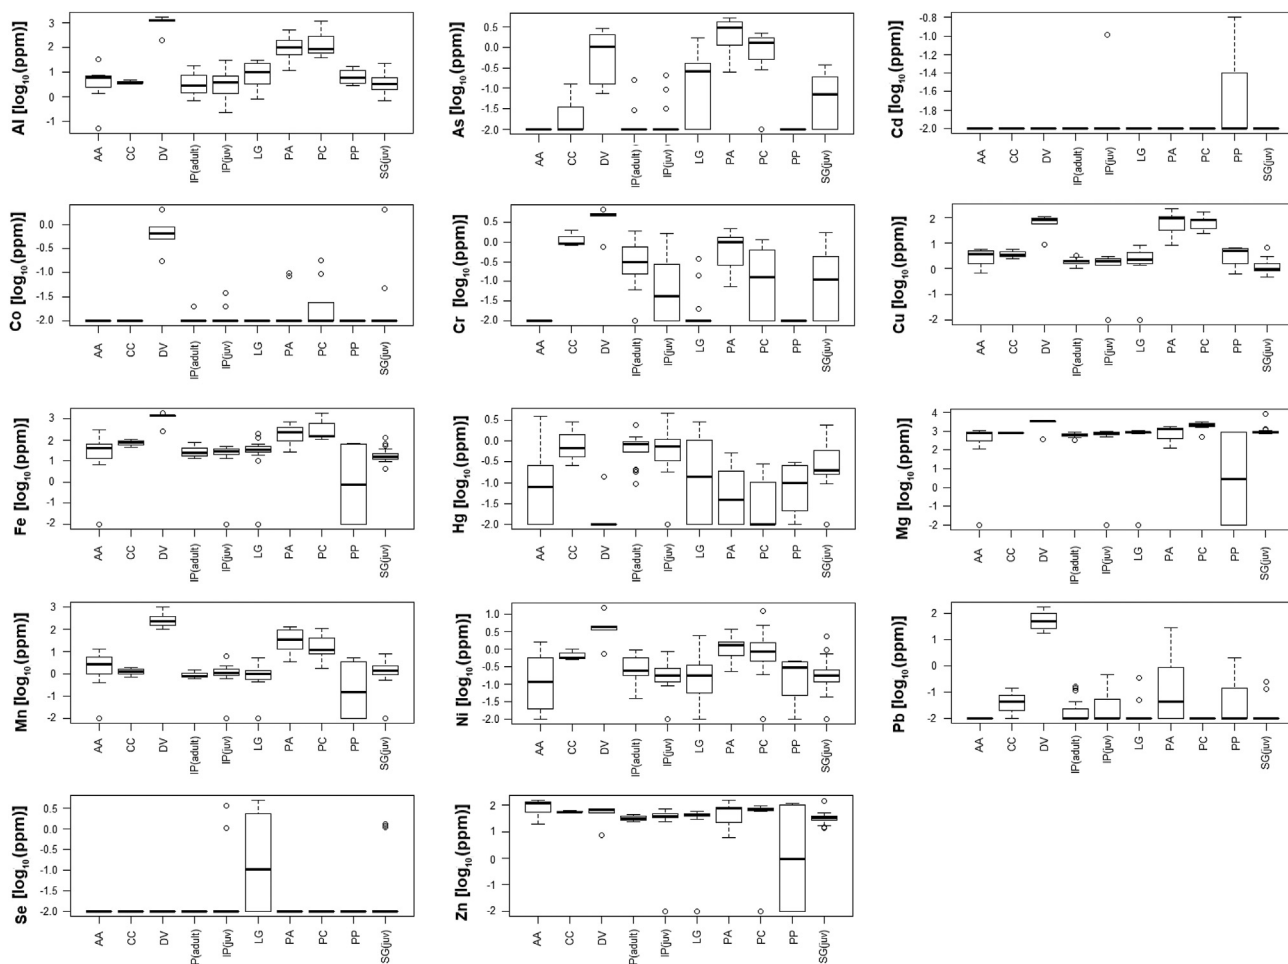 Al [log10(ppm)]
3
2
1
0
-1
AA CC DV IP(adult) IP(juv) LG PA PC PP SG(juv)
As [log10(ppm)]
0.5
0.0
-0.5
-1.0
-1.5
-2.0
AA CC DV IP(adult) IP(juv) LG PA PC PP SG(juv)
Cd [log10(ppm)]
-0.8
-1.0
-1.2
-1.4
-1.6
-1.8
-2.0
AA CC DV IP(adult) IP(juv) LG PA PC PP SG(juv)
Co [log10(ppm)]
0.0
-0.5
-1.0
-1.5
-2.0
AA CC DV IP(adult) IP(juv) LG PA PC PP SG(juv)
Cr [log10(ppm)]
0.5
0.0
-0.5
-1.0
-1.5
-2.0
AA CC DV IP(adult) IP(juv) LG PA PC PP SG(juv)
Cu [log10(ppm)]
2
1
0
-1
-2
AA CC DV IP(adult) IP(juv) LG PA PC PP SG(juv)
Fe [log10(ppm)]
3
2
1
0
-1
-2
AA CC DV IP(adult) IP(juv) LG PA PC PP SG(juv)
Hg [log10(ppm)]
0.5
0.0
-0.5
-1.0
-1.5
-2.0
AA CC DV IP(adult) IP(juv) LG PA PC PP SG(juv)
Mg [log10(ppm)]
4
3
2
1
0
-1
-2
AA CC DV IP(adult) IP(juv) LG PA PC PP SG(juv)
Mn [log10(ppm)]
3
2
1
0
-1
-2
AA CC DV IP(adult) IP(juv) LG PA PC PP SG(juv)
Ni [log10(ppm)]
1.0
0.5
0.0
-0.5
-1.0
-1.5
-2.0
AA CC DV IP(adult) IP(juv) LG PA PC PP SG(juv)
Pb [log10(ppm)]
2
1
0
-1
-2
AA CC DV IP(adult) IP(juv) LG PA PC PP SG(juv)
Se [log10(ppm)]
0.5
0.0
-0.5
-1.0
-1.5
-2.0
AA CC DV IP(adult) IP(juv) LG PA PC PP SG(juv)
Zn [log10(ppm)]
2
1
0
-1
-2
AA CC DV IP(adult) IP(juv) LG PA PC PP SG(juv)